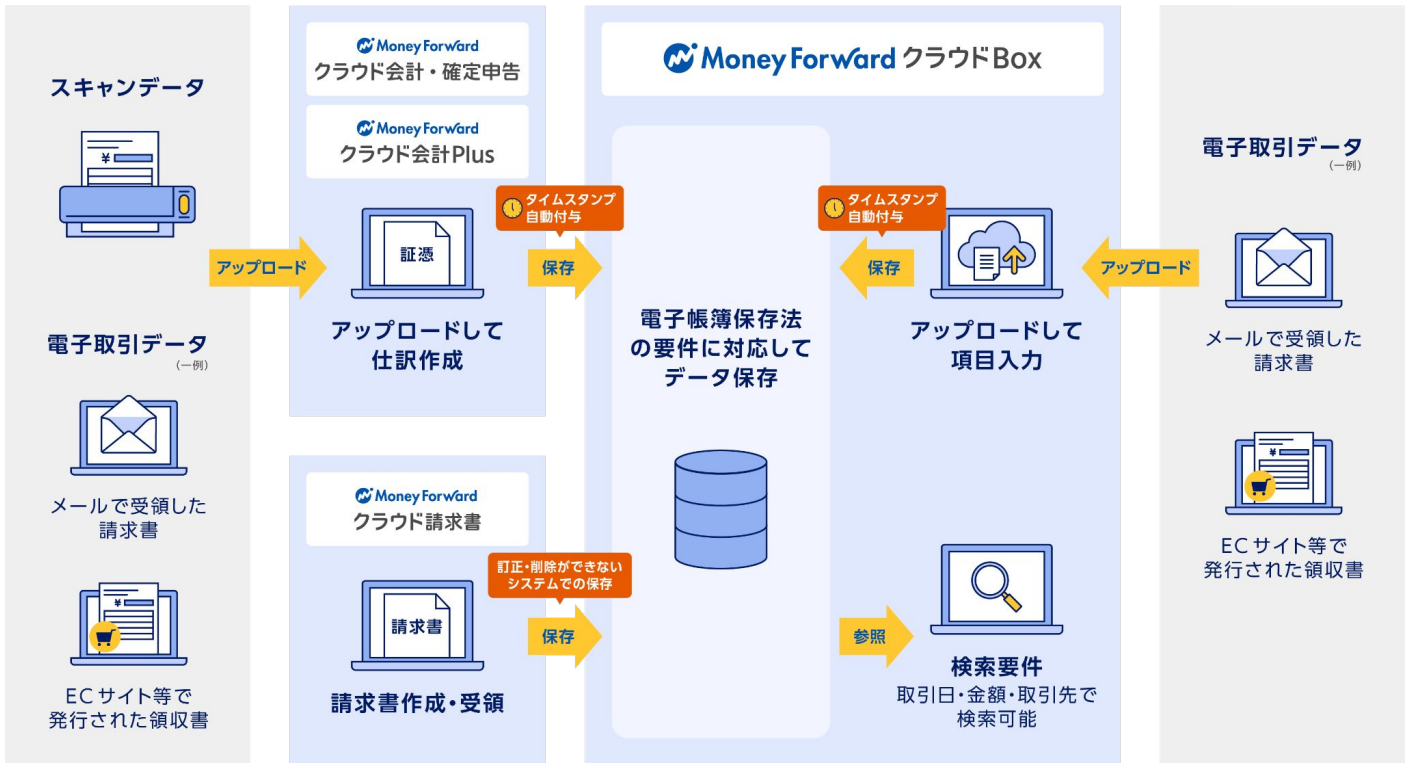 スキャンデータ
¥
アップロード
電子取引データ
(一例)
メールで受領した
請求書
¥
ECサイト等で
発行された領収書
Money Forward
クラウド会計・確定申告
Money Forward
クラウド会計Plus
証憑
アップロードして
仕訳作成
タイムスタンプ
自動付与
保存
Money Forward
クラウド請求書
請求書
請求書作成・受領
訂正・削除ができない
システムでの保存
保存
Money Forward クラウドBox
電子帳簿保存法
の要件に対応して
データ保存
タイムスタンプ
自動付与
保存
アップロードして
項目入力
参照
検索要件
取引日・金額・取引先で
検索可能
アップロード
電子取引データ
(一例)
メールで受領した
請求書
¥
ECサイト等で
発行された領収書